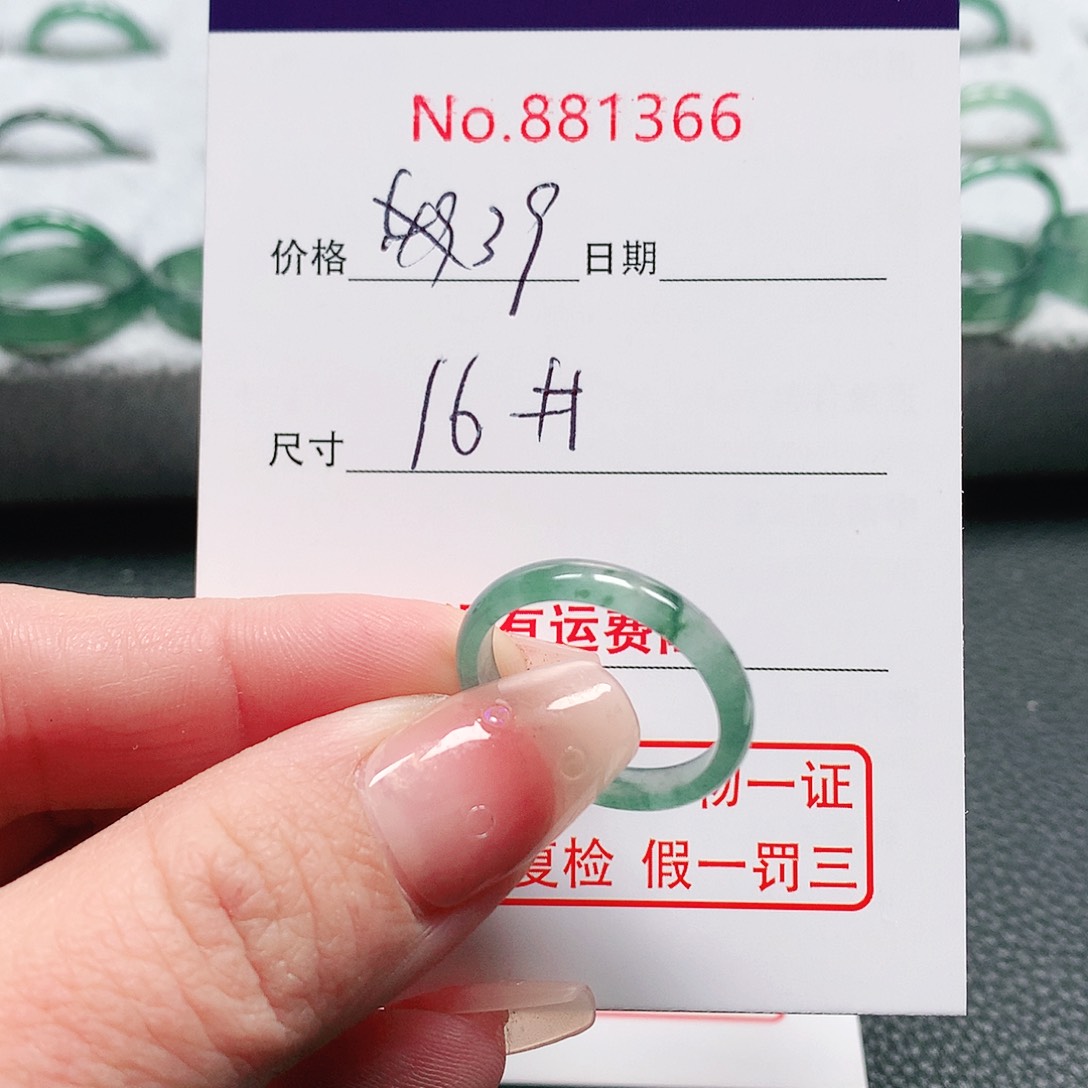 No.881366
价格 39 日期
尺寸 16#
有运费
一证
复检 假一罚三